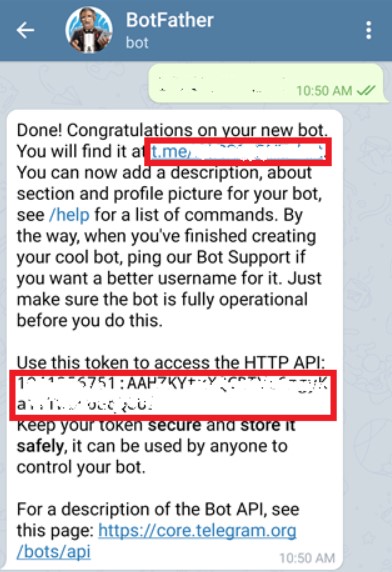 BotFather
bot
10:50 AM
Done! Congratulations on your new bot.
You will find it at t.me/
You can now add a description, about
section and profile picture for your bot,
see /help for a list of commands. By
the way, when you've finished creating
your cool bot, ping our Bot Support if
you want a better username for it. Just
make sure the bot is fully operational
before you do this.
Use this token to access the HTTP API:
Keep your token secure and store it
safely, it can be used by anyone to
control your bot.
For a description of the Bot API, see
this page: https://core.telegram.org
/bots/api
10:50 AM